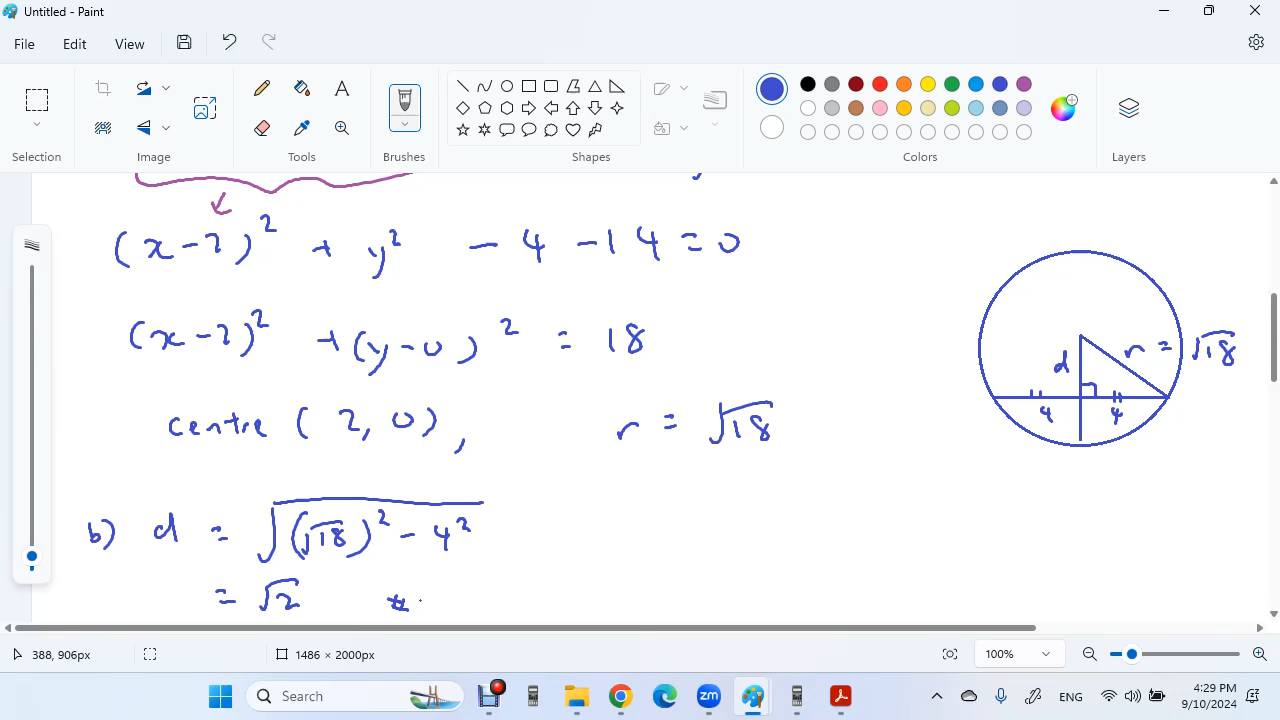 Untitled - Paint
File Edit View
Selection Image Tools Brushes Shapes Colors Layers
(x-2)² + y² - 4 - 14 = 0
(x-2)² + (y-0)² = 18
centre (2, 0), r = √18
d r = √18
4 4
b) d = √((√18)² - 4²)
= √2
388, 906px 1486 × 2000px 100%
Search zm ENG 4:29 PM
9/10/2024